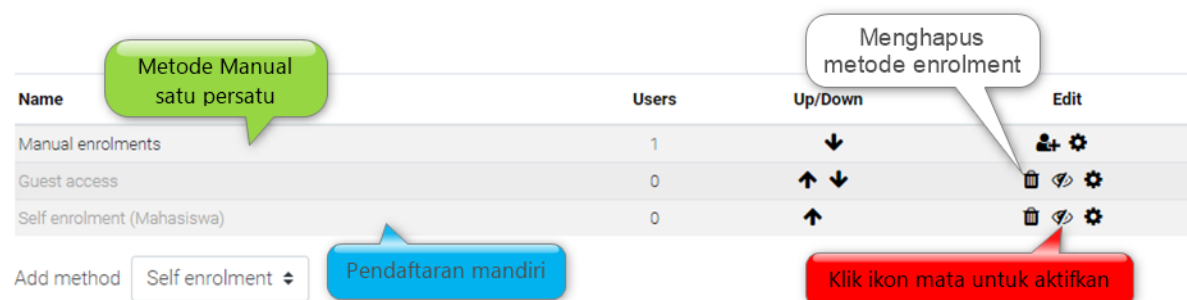 Menghapus
metode enrolment
Metode Manual
satu persatu
Name Users Up/Down Edit
Manual enrolments 1
Guest access 0
Self enrolment (Mahasiswa) 0
Add method Self enrolment
Pendaftaran mandiri
Klik ikon mata untuk aktifkan